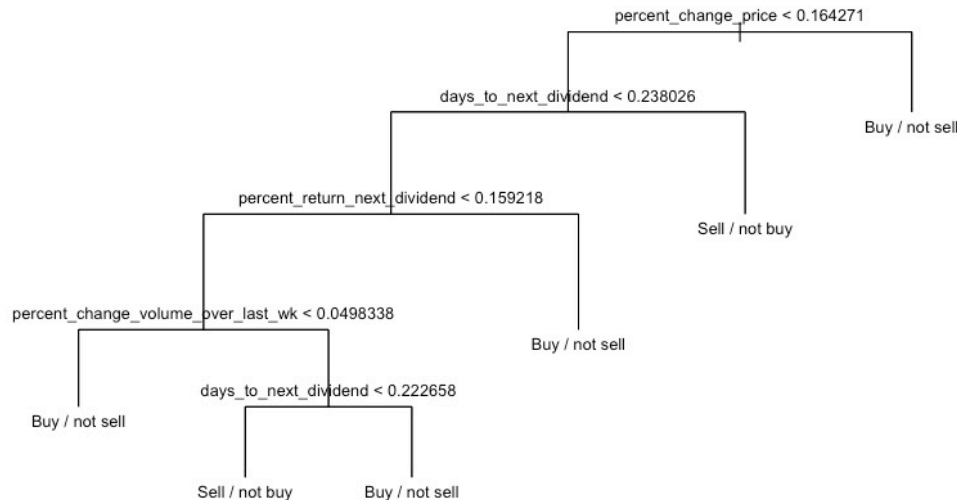 percent_change_price < 0.164271
days_to_next_dividend < 0.238026
Buy / not sell
percent_return_next_dividend < 0.159218
Sell / not buy
percent_change_volume_over_last_wk < 0.0498338
Buy / not sell
days_to_next_dividend < 0.222658
Buy / not sell
Sell / not buy
Buy / not sell